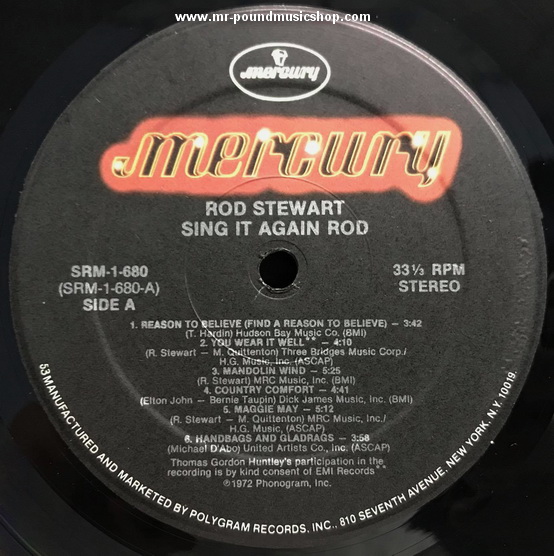 www.mr-poundmusicshop.com
mercury
mercury
ROD STEWART
SING IT AGAIN ROD
SRM-1-680
(SRM-1-680-A)
SIDE A
33⅓ RPM
STEREO
1. REASON TO BELIEVE (FIND A REASON TO BELIEVE) — 3:42
(T. Hardin) Hudson Bay Music Co. (BMI)
2. YOU WEAR IT WELL** — 4:10
(R. Stewart — M. Quittenton) Three Bridges Music Corp./
H.G. Music, Inc. (ASCAP)
3. MANDOLIN WIND — 5:25
(R. Stewart) MRC Music, Inc. (BMI)
4. COUNTRY COMFORT — 4:41
(Elton John — Bernie Taupin) Dick James Music, Inc. (BMI)
5. MAGGIE MAY — 5:12
(R. Stewart — M. Quittenton) MRC Music, Inc./
H.G. Music, (ASCAP)
6. HANDBAGS AND GLADRAGS — 3:58
(Michael D'Abo) United Artists Co., Inc. (ASCAP)
Thomas Gordon Huntley's participation in the
recording is by kind consent of EMI Records**
℗1972 Phonogram, Inc.
53 MANUFACTURED AND MARKETED BY POLYGRAM RECORDS, INC., 810 SEVENTH AVENUE, NEW YORK, N.Y. 10019.